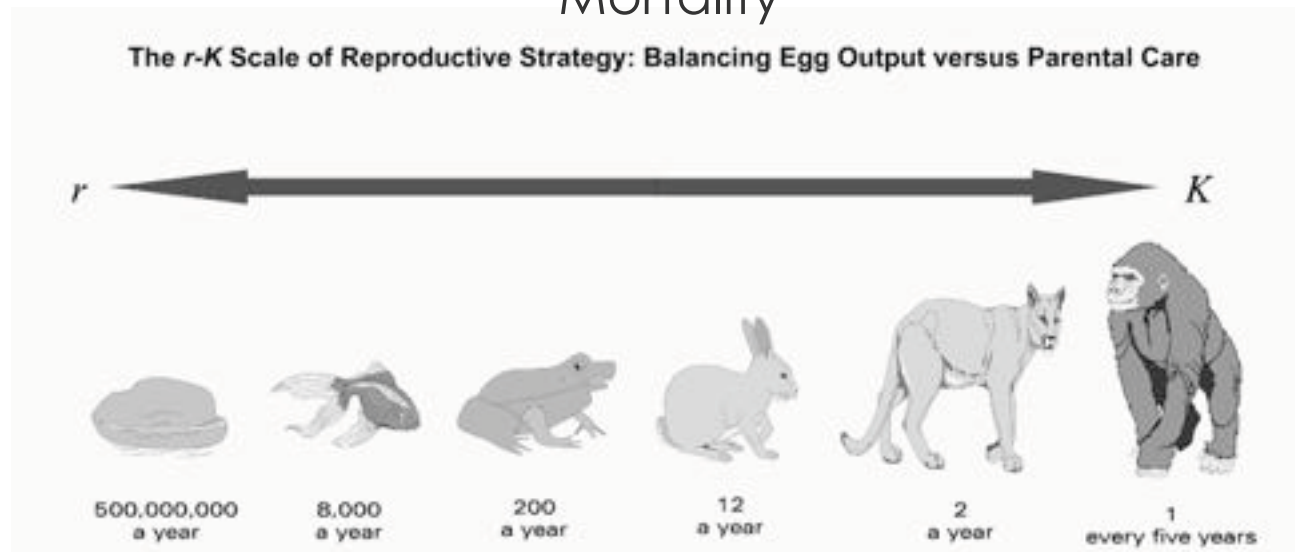 Mortality
The r-K Scale of Reproductive Strategy: Balancing Egg Output versus Parental Care
r
K
500,000,000
a year
8,000
a year
200
a year
12
a year
2
a year
1
every five years